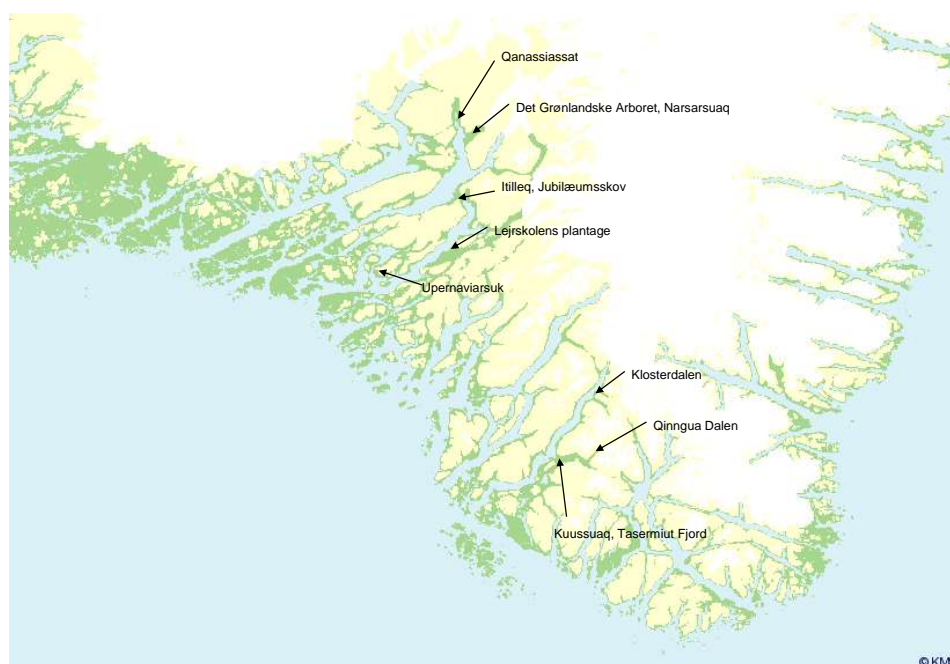 Qanassiassat
Det Grønlandske Arboret, Narsarsuaq
Itilleq, Jubilæumsskov
Lejrskolens plantage
Upernaviarsuk
Klosterdalen
Qinngua Dalen
Kuussuaq, Tasermiut Fjord